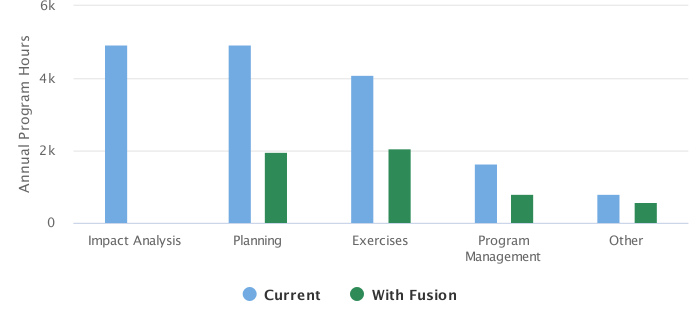 6k
4k
2k
0
Annual Program Hours
Impact Analysis
Planning
Exercises
Program
Management
Other
Current
With Fusion